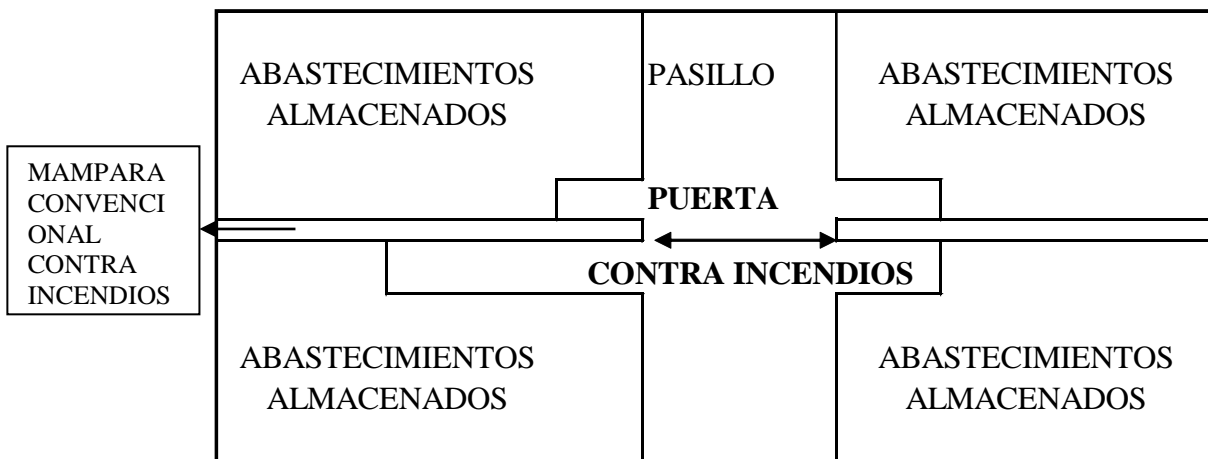 ABASTECIMIENTOS
ALMACENADOS
PASILLO
ABASTECIMIENTOS
ALMACENADOS
MAMPARA
CONVENCI
ONAL
CONTRA
INCENDIOS
PUERTA
CONTRA INCENDIOS
ABASTECIMIENTOS
ALMACENADOS
ABASTECIMIENTOS
ALMACENADOS